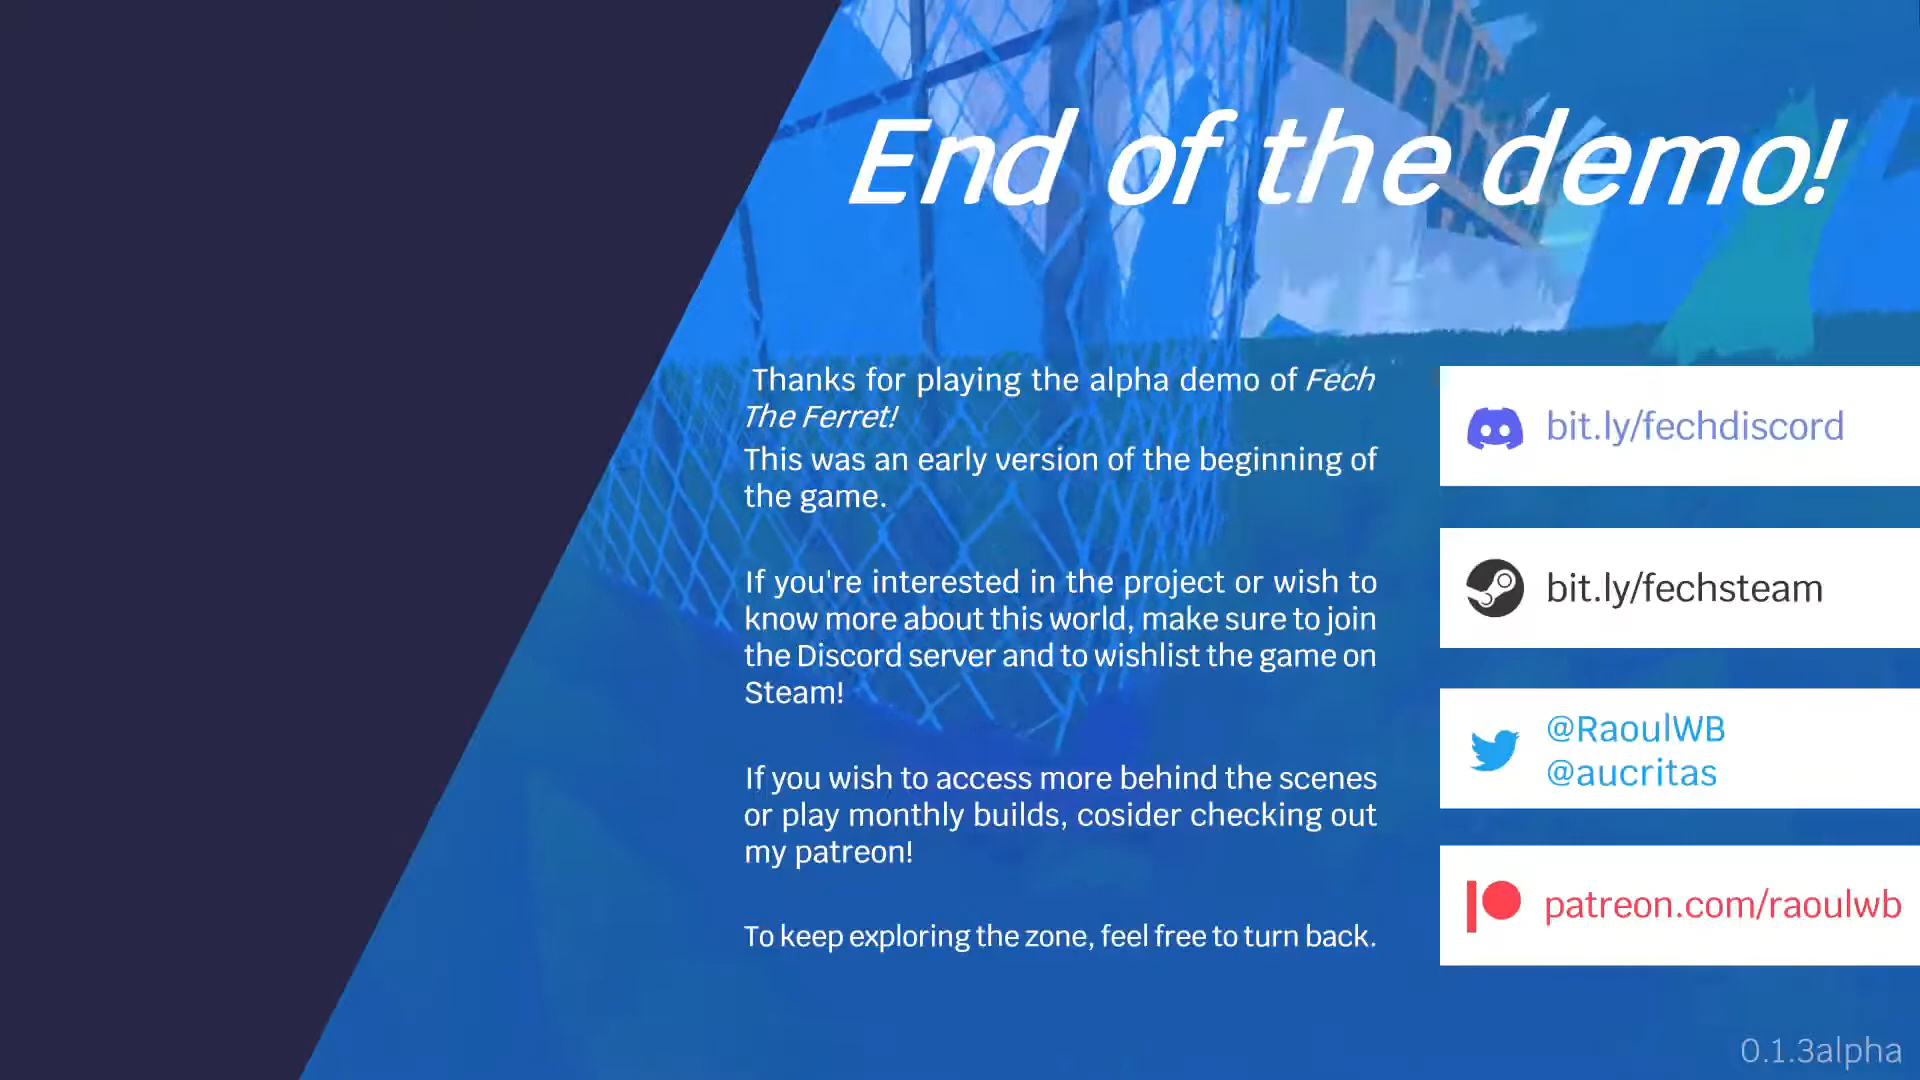 End of the demo!
Thanks for playing the alpha demo of Fech
The Ferret!
This was an early version of the beginning of
the game.
If you're interested in the project or wish to
know more about this world, make sure to join
the Discord server and to wishlist the game on
Steam!
If you wish to access more behind the scenes
or play monthly builds, cosider checking out
my patreon!
To keep exploring the zone, feel free to turn back.
bit.ly/fechdiscord
bit.ly/fechsteam
@RaoulWB
@aucritas
patreon.com/raoulwb
0.1.3alpha